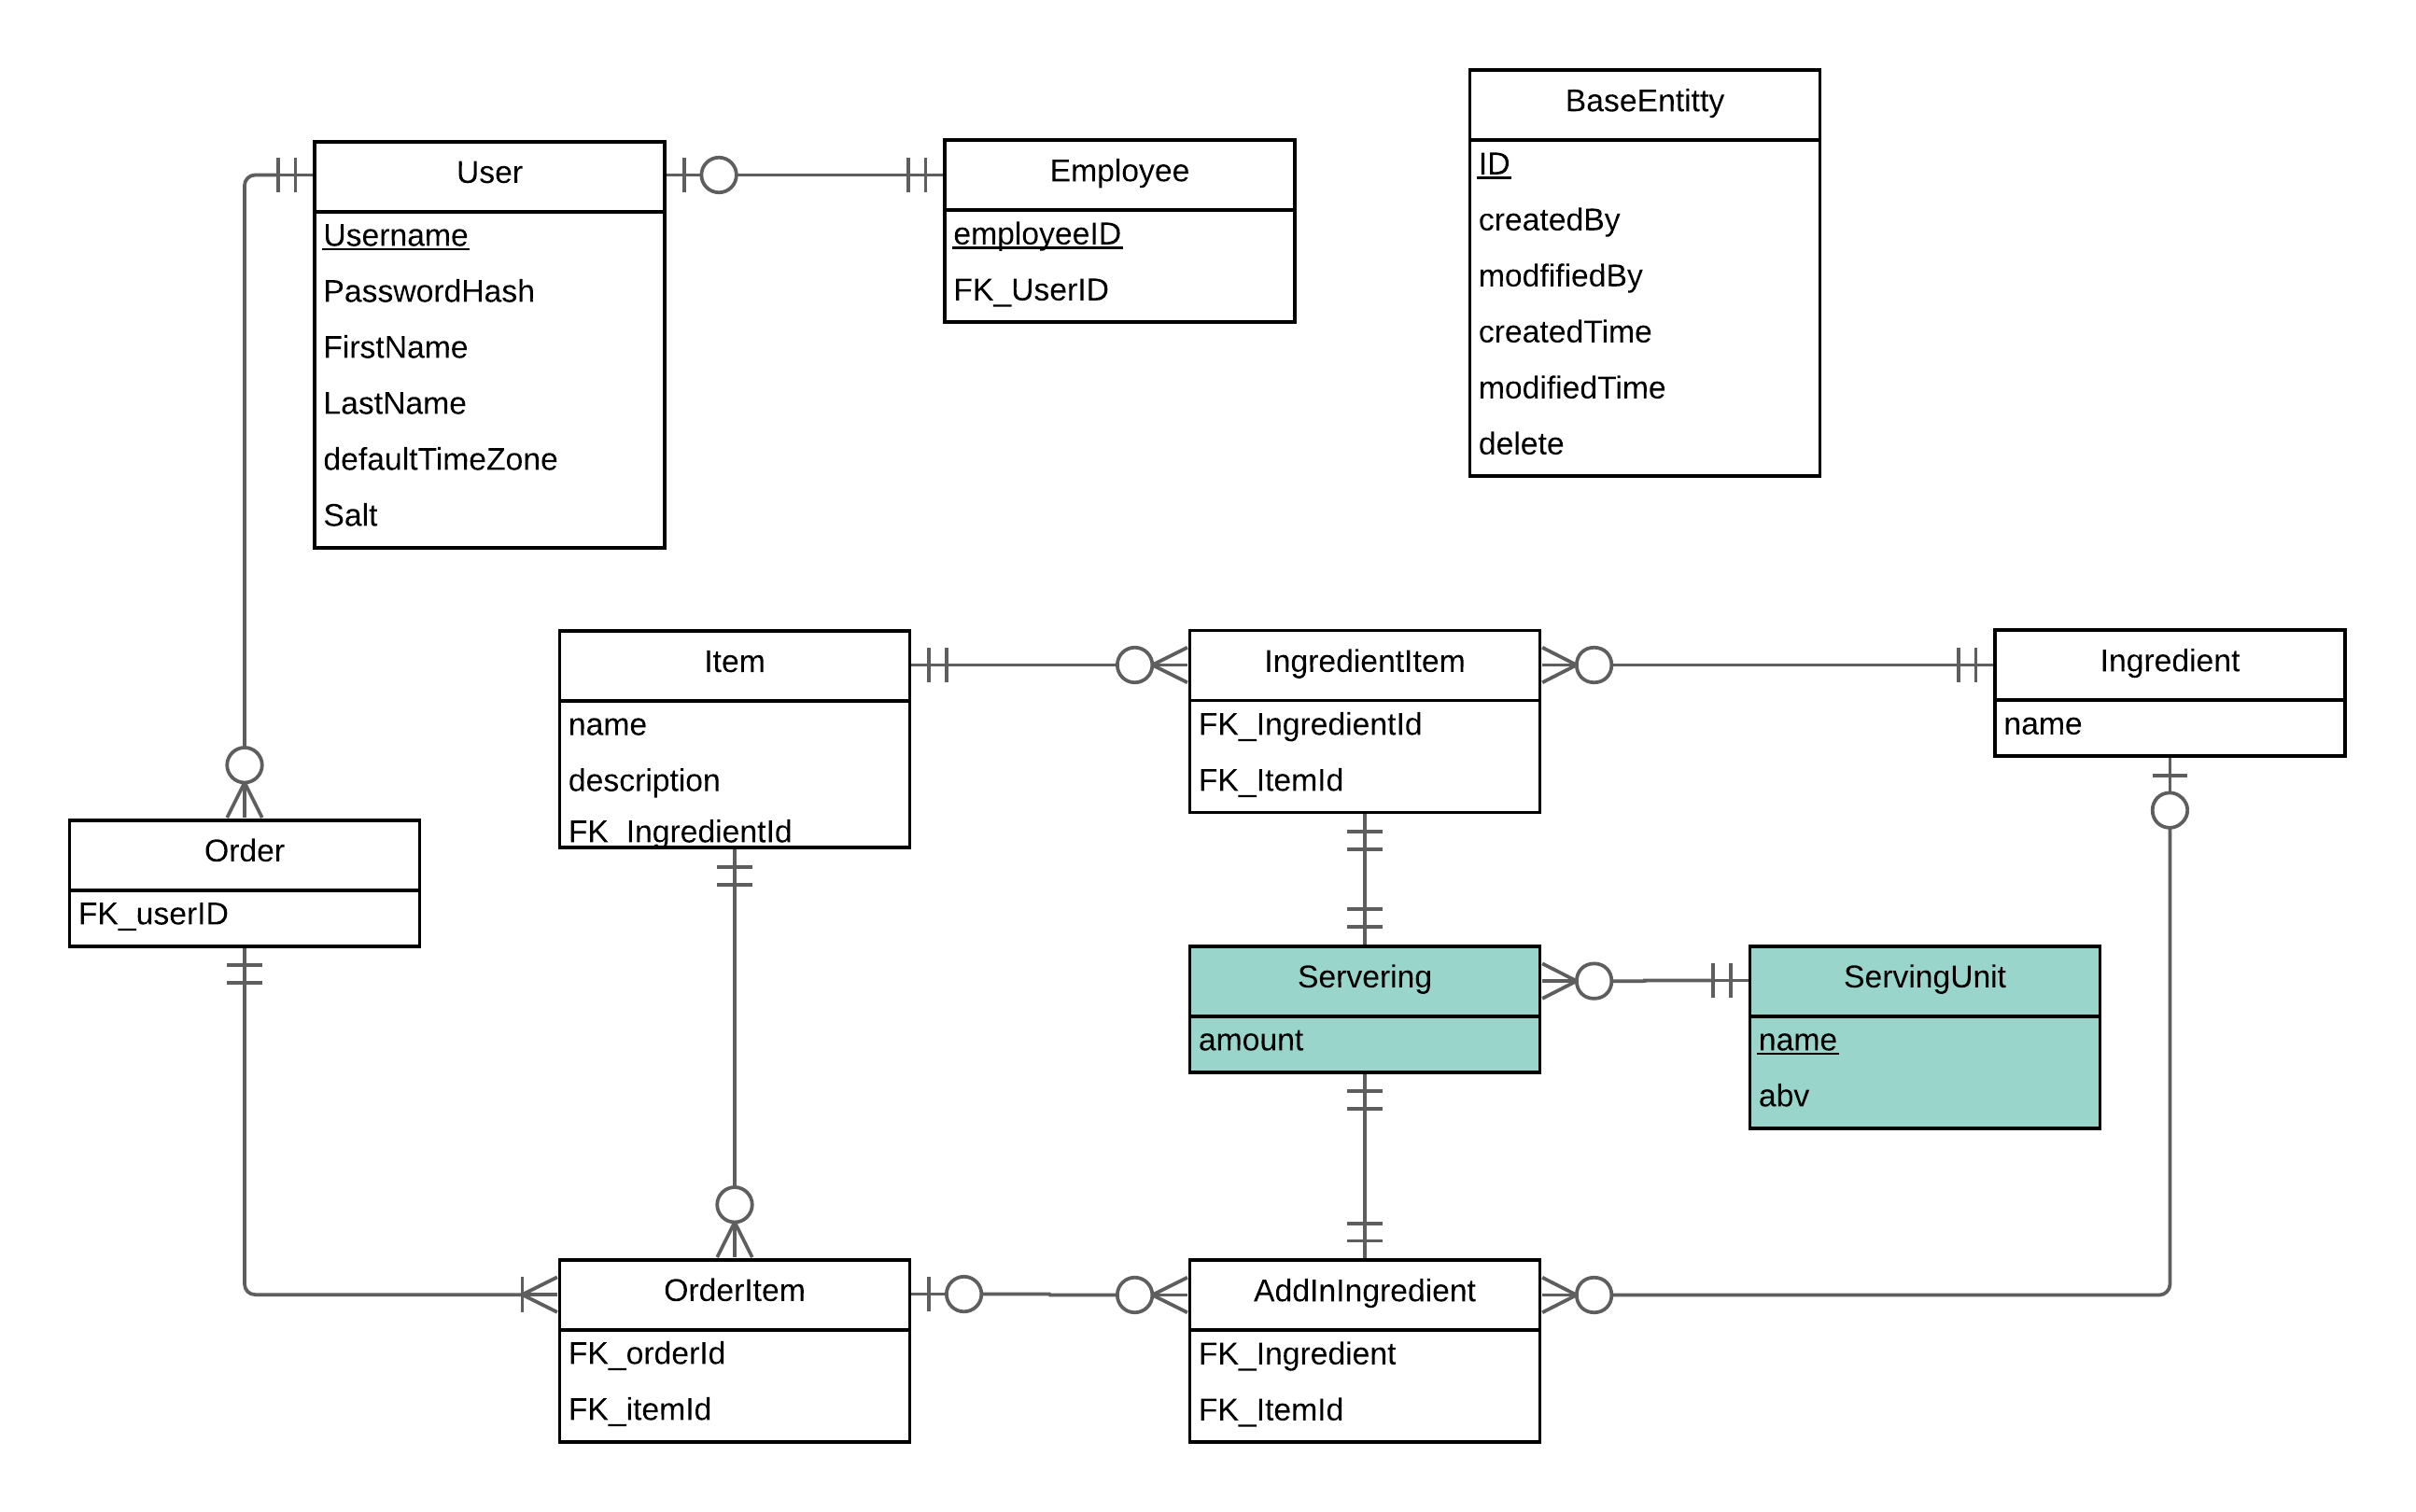 User
Username
PasswordHash
FirstName
LastName
defaultTimeZone
Salt
Employee
employeeID
FK_UserID
BaseEntitty
ID
createdBy
modfifiedBy
createdTime
modifiedTime
delete
Item
name
description
FK_IngredientId
IngredientItem
FK_IngredientId
FK_ItemId
Ingredient
name
Order
FK_userID
Servering
amount
ServingUnit
name
abv
OrderItem
FK_orderId
FK_itemId
AddInIngredient
FK_Ingredient
FK_ItemId